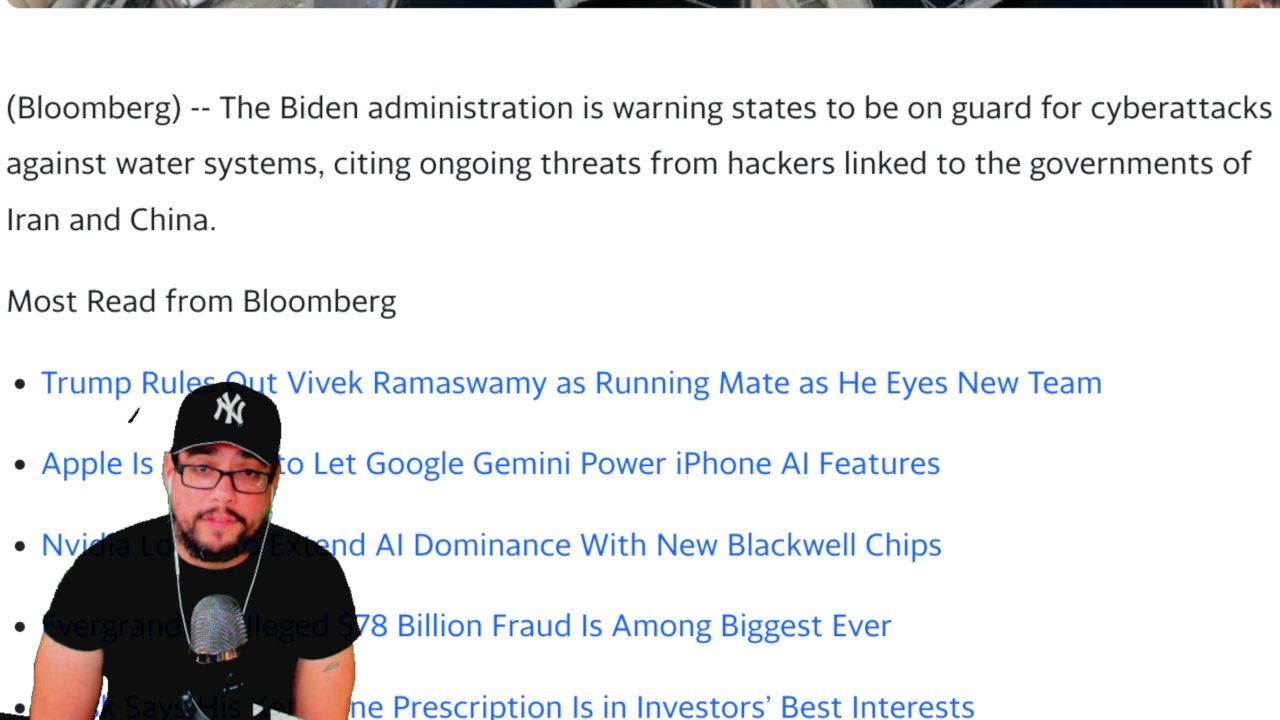 (Bloomberg) -- The Biden administration is warning states to be on guard for cyberattacks
against water systems, citing ongoing threats from hackers linked to the governments of
Iran and China.
Most Read from Bloomberg
Trump Rules Out Vivek Ramaswamy as Running Mate as He Eyes New Team
Apple Is to Let Google Gemini Power iPhone AI Features
Nvidia to Extend AI Dominance With New Blackwell Chips
$78 Billion Fraud Is Among Biggest Ever
Says His Prescription Is in Investors’ Best Interests
NY